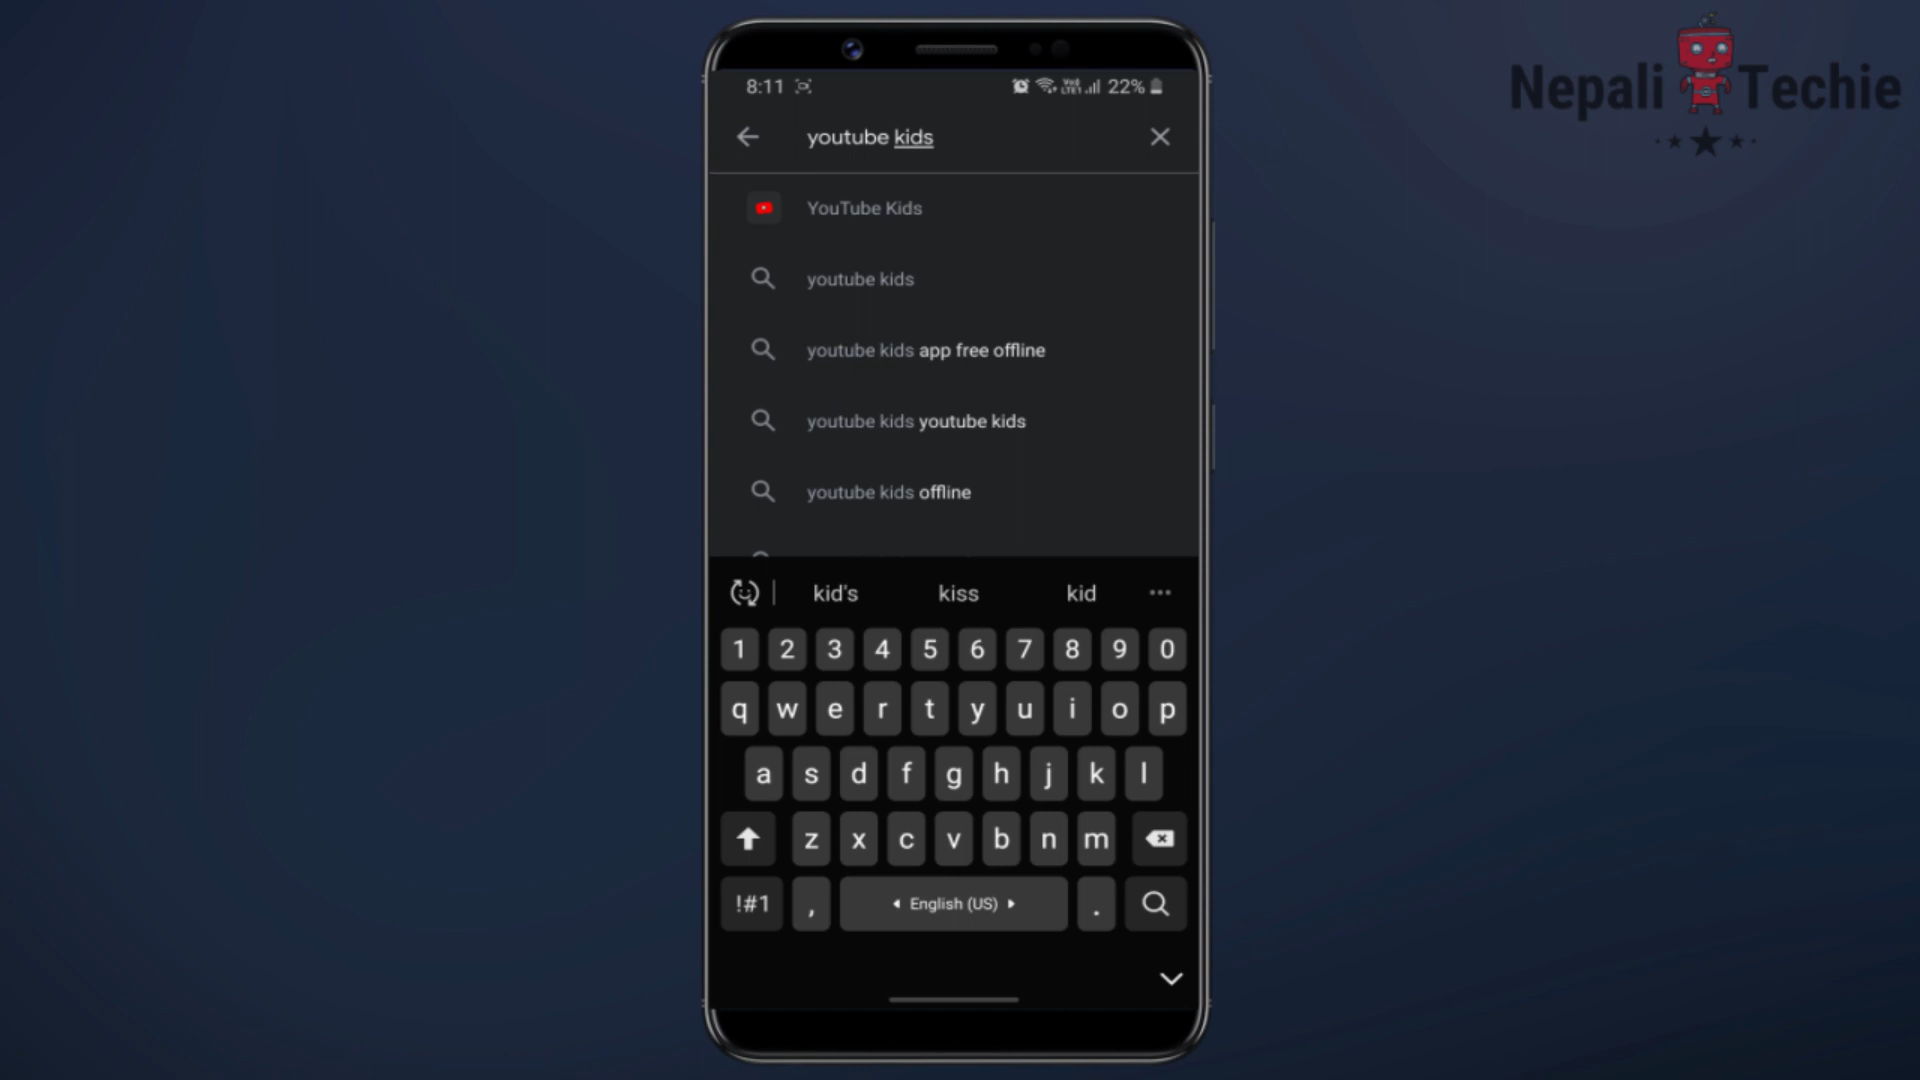 Nepali Techie
8:11 22%
youtube kids
YouTube Kids
youtube kids
youtube kids app free offline
youtube kids youtube kids
youtube kids offline
kid's kiss kid ...
1 2 3 4 5 6 7 8 9 0
q w e r t y u i o p
a s d f g h j k l
z x c v b n m
!#1 , English (US) .